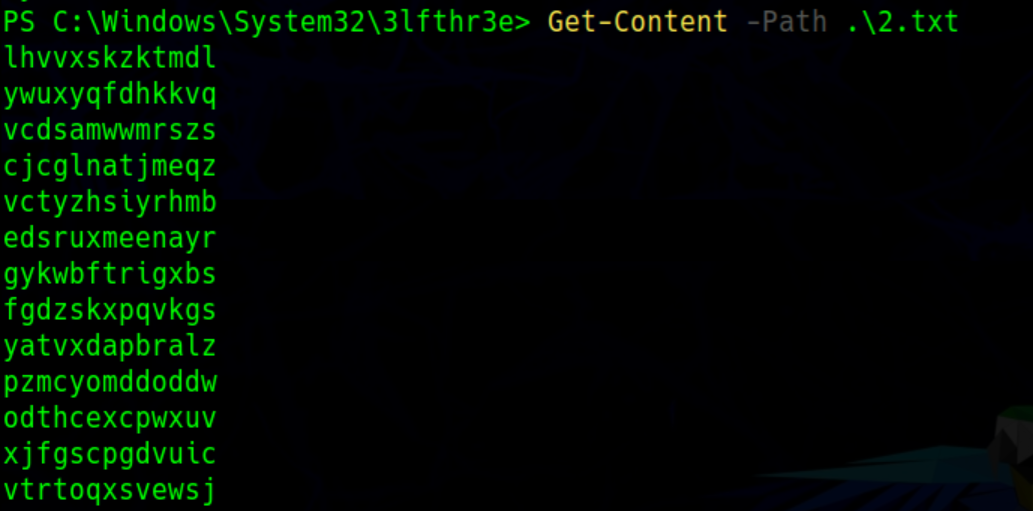 PS C:\Windows\System32\3lfthr3e> Get-Content -Path .\2.txt
lhvvxskzktmdl
ywuxyqfdhkkvq
vcdsamwwmrszs
cjcglnatjmeqz
vctyzhsiyrhmb
edsruxmeenayr
gykwbftrigxbs
fgdzskxpqvkgs
yatvxdapbralz
pzmcyomddoddw
odthcexcpwxuv
xjfgscpgdvuic
vtrtoqxsvewsj